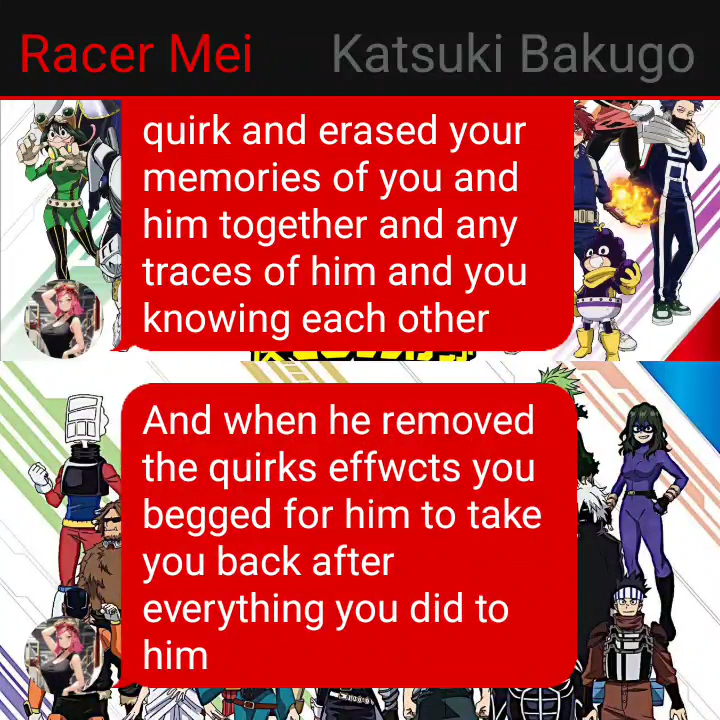 Racer Mei
Katsuki Bakugo
quirk and erased your
memories of you and
him together and any
traces of him and you
knowing each other
And when he removed
the quirks effwcts you
begged for him to take
you back after
everything you did to
him